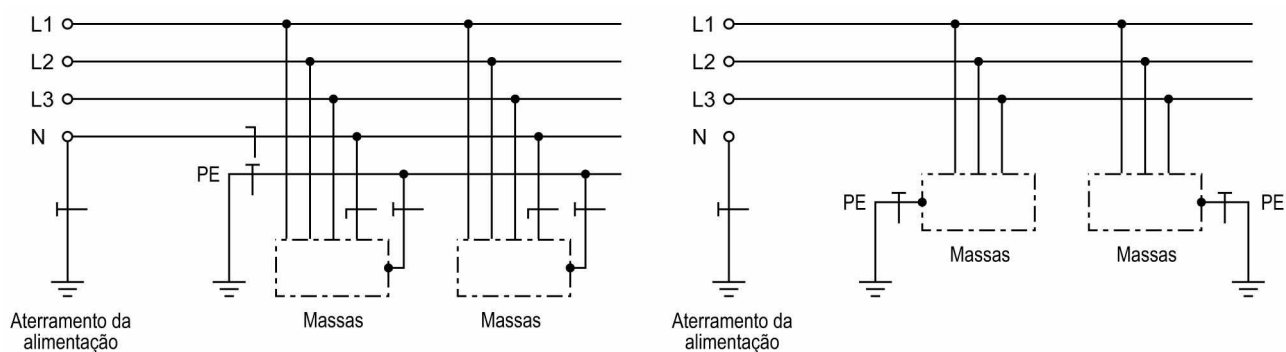 L1
L2
L3
N
PE
Massas
Massas
Aterramento da
alimentação
L1
L2
L3
N
PE
PE
Massas
Massas
Aterramento da
alimentação